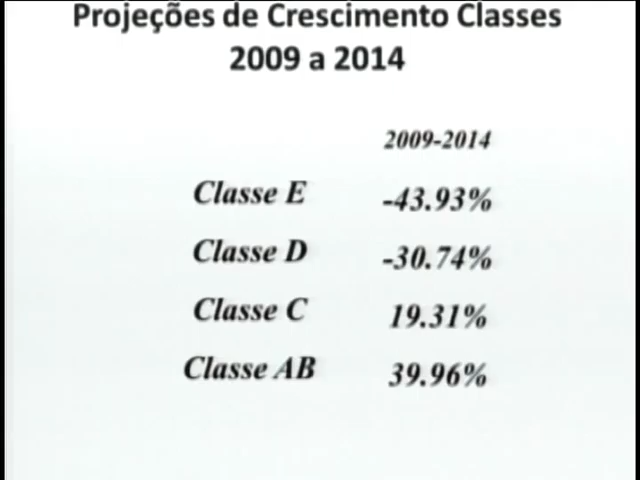 Projeções de Crescimento Classes
2009 a 2014
2009-2014
Classe E -43.93%
Classe D -30.74%
Classe C 19.31%
Classe AB 39.96%